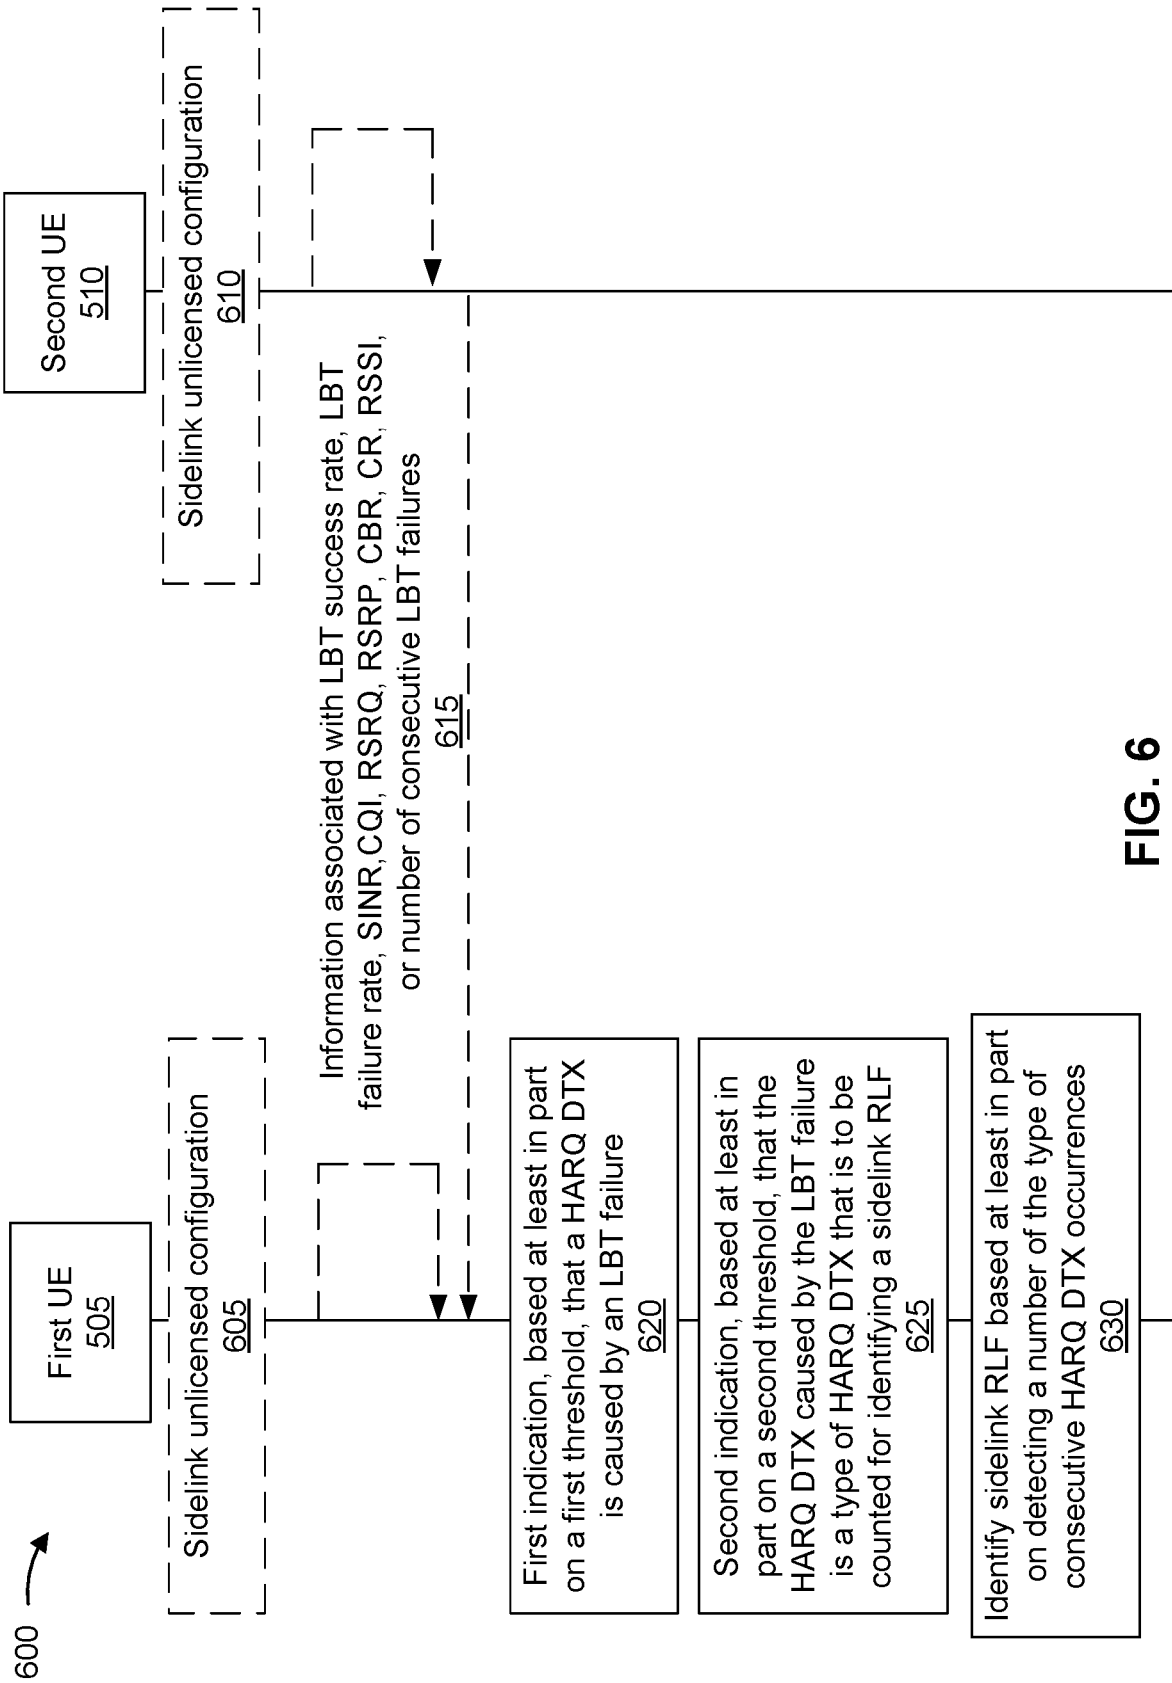 600
First UE
505
Second UE
510
Sidelink unlicensed configuration
605
Sidelink unlicensed configuration
610
Information associated with LBT success rate, LBT
failure rate, SINR, CQI, RSRQ, RSRP, CBR, CR, RSSI,
or number of consecutive LBT failures
615
First indication, based at least in part
on a first threshold, that a HARQ DTX
is caused by an LBT failure
620
Second indication, based at least in
part on a second threshold, that the
HARQ DTX caused by the LBT failure
is a type of HARQ DTX that is to be
counted for identifying a sidelink RLF
625
Identify sidelink RLF based at least in part
on detecting a number of the type of
consecutive HARQ DTX occurrences
630
FIG. 6